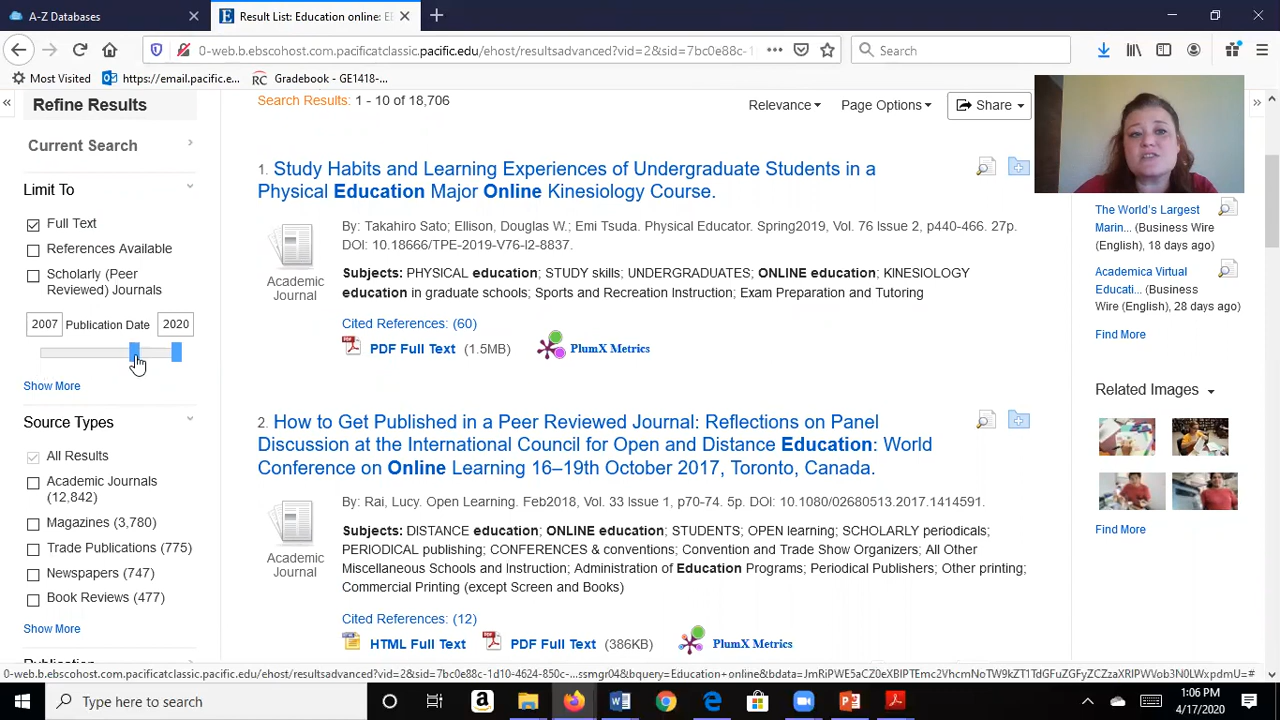 A-Z Databases
Result List: Education online: EB
0-web.b.ebscohost.com.pacificatclassic.pacific.edu/ehost/resultsadvanced?vid=2&sid=7bc0e88c-1
Search
Most Visited
https://email.pacific.e...
Gradebook - GE1418-...
Refine Results
Current Search
Limit To
Full Text
References Available
Scholarly (Peer
Reviewed) Journals
2007 Publication Date 2020
Show More
Source Types
All Results
Academic Journals
(12,842)
Magazines (3,780)
Trade Publications (775)
Newspapers (747)
Book Reviews (477)
Show More
Publication
Search Results: 1 - 10 of 18,706
Relevance Page Options Share
1. Study Habits and Learning Experiences of Undergraduate Students in a
Physical Education Major Online Kinesiology Course.
Academic
Journal
By: Takahiro Sato; Ellison, Douglas W.; Emi Tsuda. Physical Educator. Spring2019, Vol. 76 Issue 2, p440-466. 27p.
DOI: 10.18666/TPE-2019-V76-I2-8837.
Subjects: PHYSICAL education; STUDY skills; UNDERGRADUATES; ONLINE education; KINESIOLOGY
education in graduate schools; Sports and Recreation Instruction; Exam Preparation and Tutoring
Cited References: (60)
PDF PDF Full Text (1.5MB) PlumX Metrics
2. How to Get Published in a Peer Reviewed Journal: Reflections on Panel
Discussion at the International Council for Open and Distance Education: World
Conference on Online Learning 16–19th October 2017, Toronto, Canada.
Academic
Journal
By: Rai, Lucy. Open Learning. Feb2018, Vol. 33 Issue 1, p70-74. 5p. DOI: 10.1080/02680513.2017.1414591.
Subjects: DISTANCE education; ONLINE education; STUDENTS; OPEN learning; SCHOLARLY periodicals;
PERIODICAL publishing; CONFERENCES & conventions; Convention and Trade Show Organizers; All Other
Miscellaneous Schools and Instruction; Administration of Education Programs; Periodical Publishers; Other printing;
Commercial Printing (except Screen and Books)
Cited References: (12)
HTML Full Text PDF PDF Full Text (386KB) PlumX Metrics
The World's Largest
Marin... (Business Wire
(English), 18 days ago)
Academica Virtual
Educati... (Business
Wire (English), 28 days ago)
Find More
Related Images
Find More
Type here to search
1:06 PM
4/17/2020